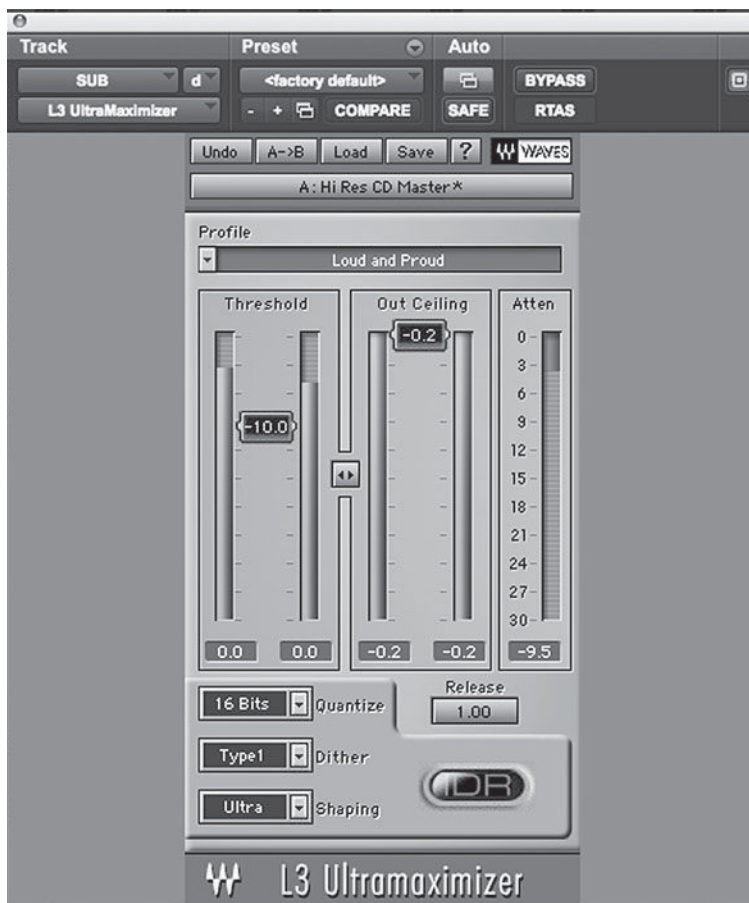 Track Preset Auto
SUB d <factory default> BYPASS
L3 UltraMaximizer - + COMPARE SAFE RTAS
Undo A->B Load Save ? WAVES
A: Hi Res CD Master*
Profile
Loud and Proud
Threshold Out Ceiling Atten
-0.2 0
3
6
-10.0 9
12
15
18
21
24
27
30
0.0 0.0 -0.2 -0.2 -9.5
16 Bits Quantize Release
1.00
Type1 Dither
IDR
Ultra Shaping
L3 Ultramaximizer